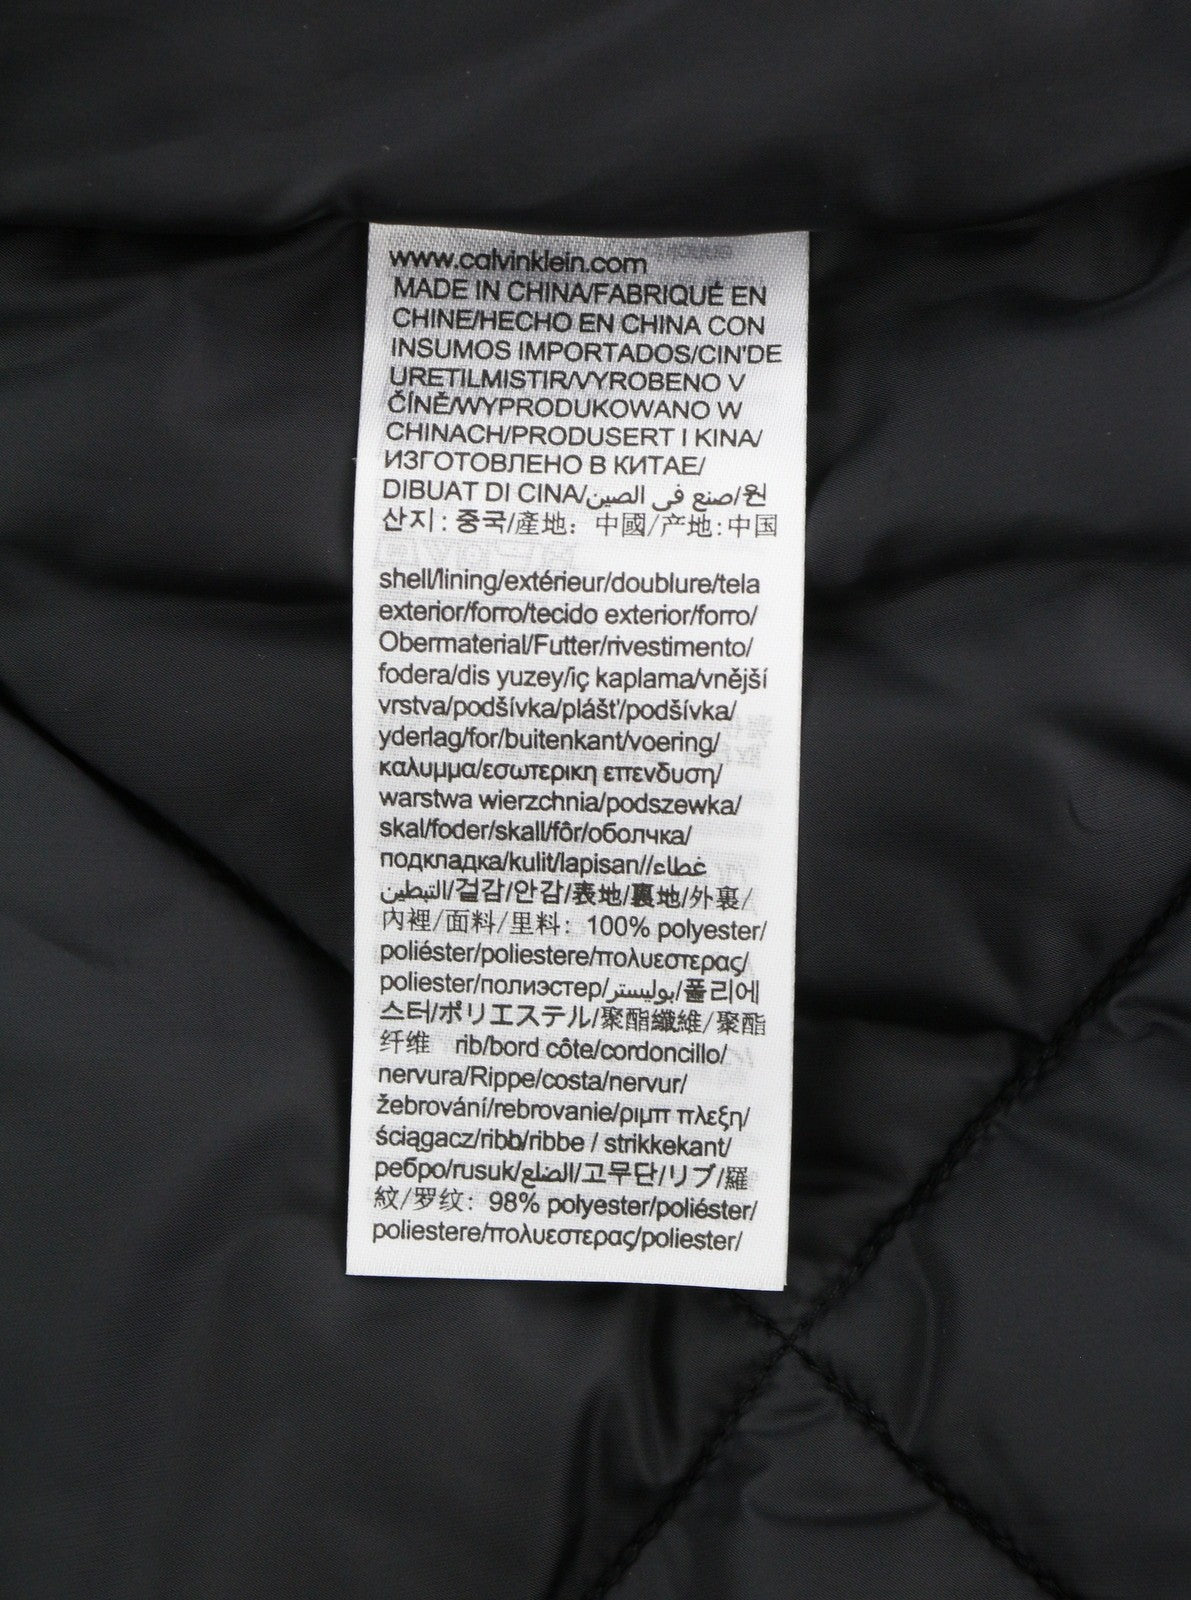 www.calvinklein.com
MADE IN CHINA/FABRIQUÉ EN
CHINE/HECHO EN CHINA CON
INSUMOS IMPORTADOS/CIN'DE
URETILMISTIR/VYROBENO V
ČÍNĚ/WYPRODUKOWANO W
CHINACH/PRODUSERT I KINA/
ИЗГОТОВЛЕНО В КИТАЕ/
DIBUAT DI CINA/صنع في الصين/원
산지 : 중국/產地: 中國/产地:中国
shell/lining/extérieur/doublure/tela
exterior/forro/tecido exterior/forro/
Obermaterial/Futter/rivestimento/
fodera/dis yuzey/iç kaplama/vnější
vrstva/podšívka/plášť/podšívka/
yderlag/for/buitenkant/voering/
καλυμμα/εσωτερικη επενδυση/
warstwa wierzchnia/podszewka/
skal/foder/skall/fôr/оболчка/
подкладка/kulit/lapisan//غطاء
التبطين/겉감/안감/表地/裏地/外裏/
內裡/面料/里料: 100% polyester/
poliéster/poliestere/πολυεστερας/
poliester/полиэстер/بوليستر/폴리에
스터/ポリエステル/聚酯纖維/聚酯
纤维 rib/bord côte/cordoncillo/
nervura/Rippe/costa/nervur/
žebrování/rebrovanie/ριμπ πλεξη/
ściągacz/ribb/ribbe / strikkekant/
ребро/rusuk/الضلع/고무단/リブ/羅
紋/罗纹: 98% polyester/poliéster/
poliestere/πολυεστερας/poliester/